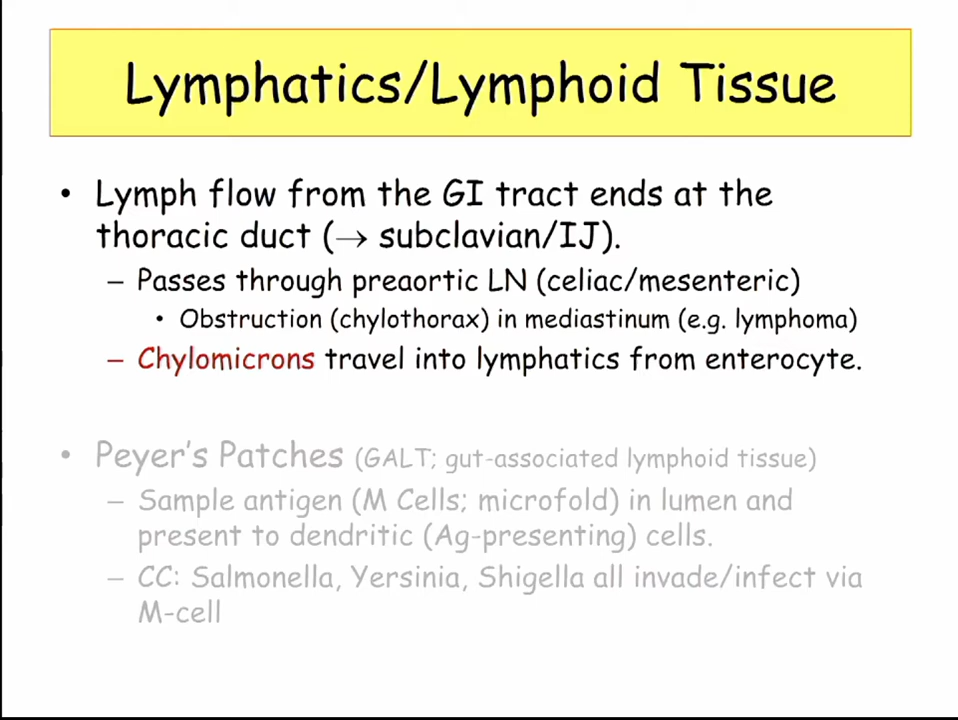 Lymphatics/Lymphoid Tissue
• Lymph flow from the GI tract ends at the
thoracic duct (→ subclavian/IJ).
– Passes through preaortic LN (celiac/mesenteric)
• Obstruction (chylothorax) in mediastinum (e.g. lymphoma)
– Chylomicrons travel into lymphatics from enterocyte.
• Peyer's Patches (GALT; gut-associated lymphoid tissue)
– Sample antigen (M Cells; microfold) in lumen and
present to dendritic (Ag-presenting) cells.
– CC: Salmonella, Yersinia, Shigella all invade/infect via
M-cell